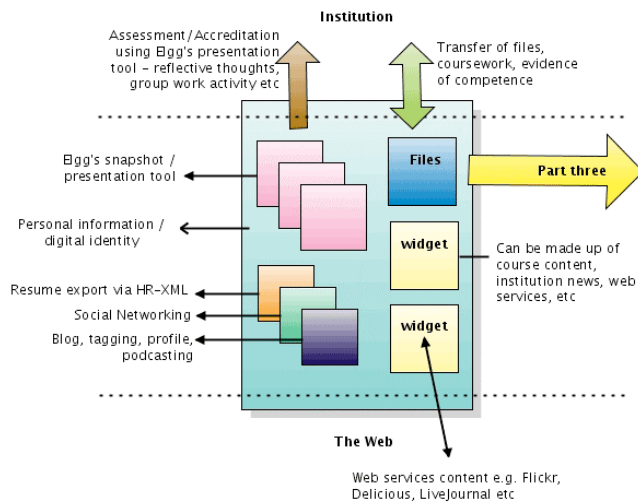 Institution
Assessment/Accreditation
using Elgg's presentation
tool - reflective thoughts,
group work activity etc
Transfer of files,
coursework, evidence
of competence
Elgg's snapshot /
presentation tool
Files
Part three
Personal information /
digital identity
widget
Can be made up of
course content,
institution news, web
services, etc
Resume export via HR-XML
Social Networking
Blog, tagging, profile,
podcasting
widget
The Web
Web services content e.g. Flickr,
Delicious, LiveJournal etc